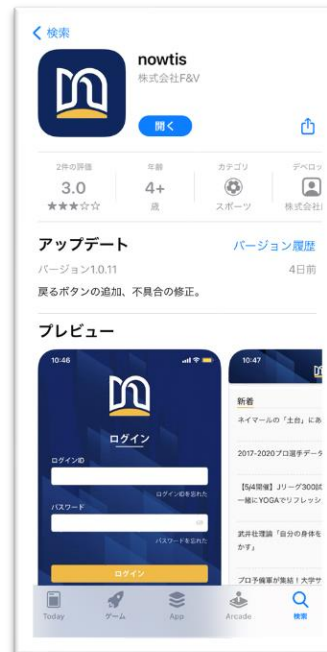 検索
nowtis
株式会社F&V
開く
2件の評価
年齢
カテゴリ
デベロッ
3.0
4+
★★★☆☆
歳
スポーツ
株式会社
アップデート
バージョン履歴
バージョン1.0.11
4日前
戻るボタンの追加、不具合の修正。
プレビュー
10:46
ログイン
ログインID
ログインIDを忘れた
パスワード
パスワードを忘れた
ログイン
10:47
新着
ネイマールの「土台」にあ
2017-2020プロ選手データ
【5/4開催】Jリーグ300試
一緒にYOGAでリフレッシ
武井壮理論「自分の身体を
かす」
プロ予備軍が集結！大学サ
Today
ゲーム
App
Arcade
検索